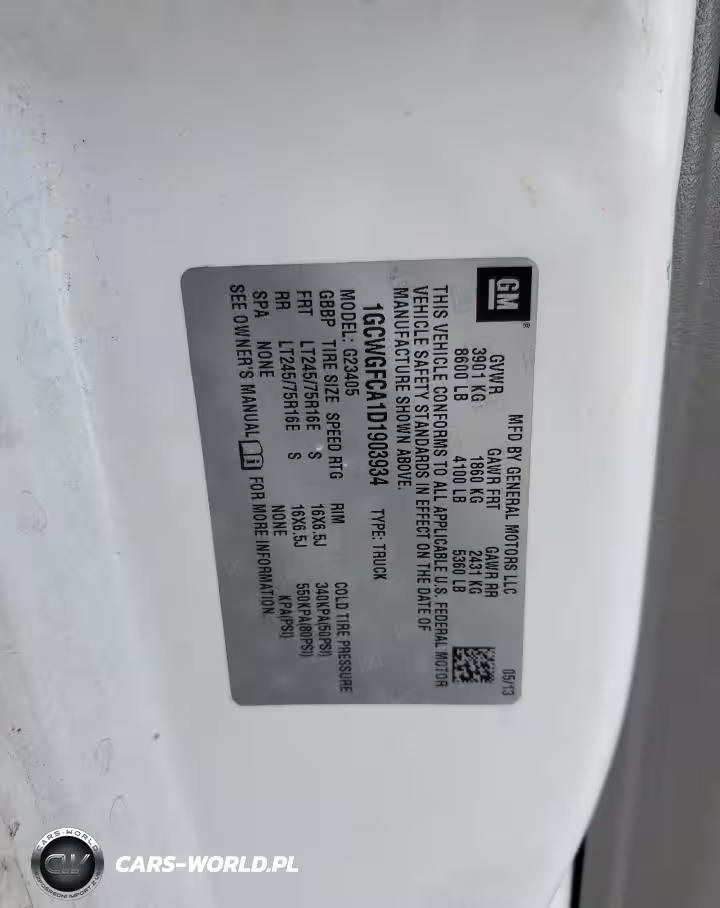 GM ®
MFD BY GENERAL MOTORS LLC 05/13
GVWR GAWR FRT GAWR RR
3901 KG 1860 KG 2431 KG
8600 LB 4100 LB 5360 LB
THIS VEHICLE CONFORMS TO ALL APPLICABLE U.S. FEDERAL MOTOR
VEHICLE SAFETY STANDARDS IN EFFECT ON THE DATE OF
MANUFACTURE SHOWN ABOVE.
1GCWGFCA1D1903934 TYPE: TRUCK
MODEL: G23405
GBBP TIRE SIZE SPEED RTG RIM COLD TIRE PRESSURE
FRT LT245/75R16E S 16X6.5J 340KPA(50PSI)
RR LT245/75R16E S 16X6.5J 550KPA(80PSI)
SPA NONE NONE KPA(PSI)
SEE OWNER'S MANUAL FOR MORE INFORMATION.
CARS-WORLD
CW
CARS-WORLD.PL